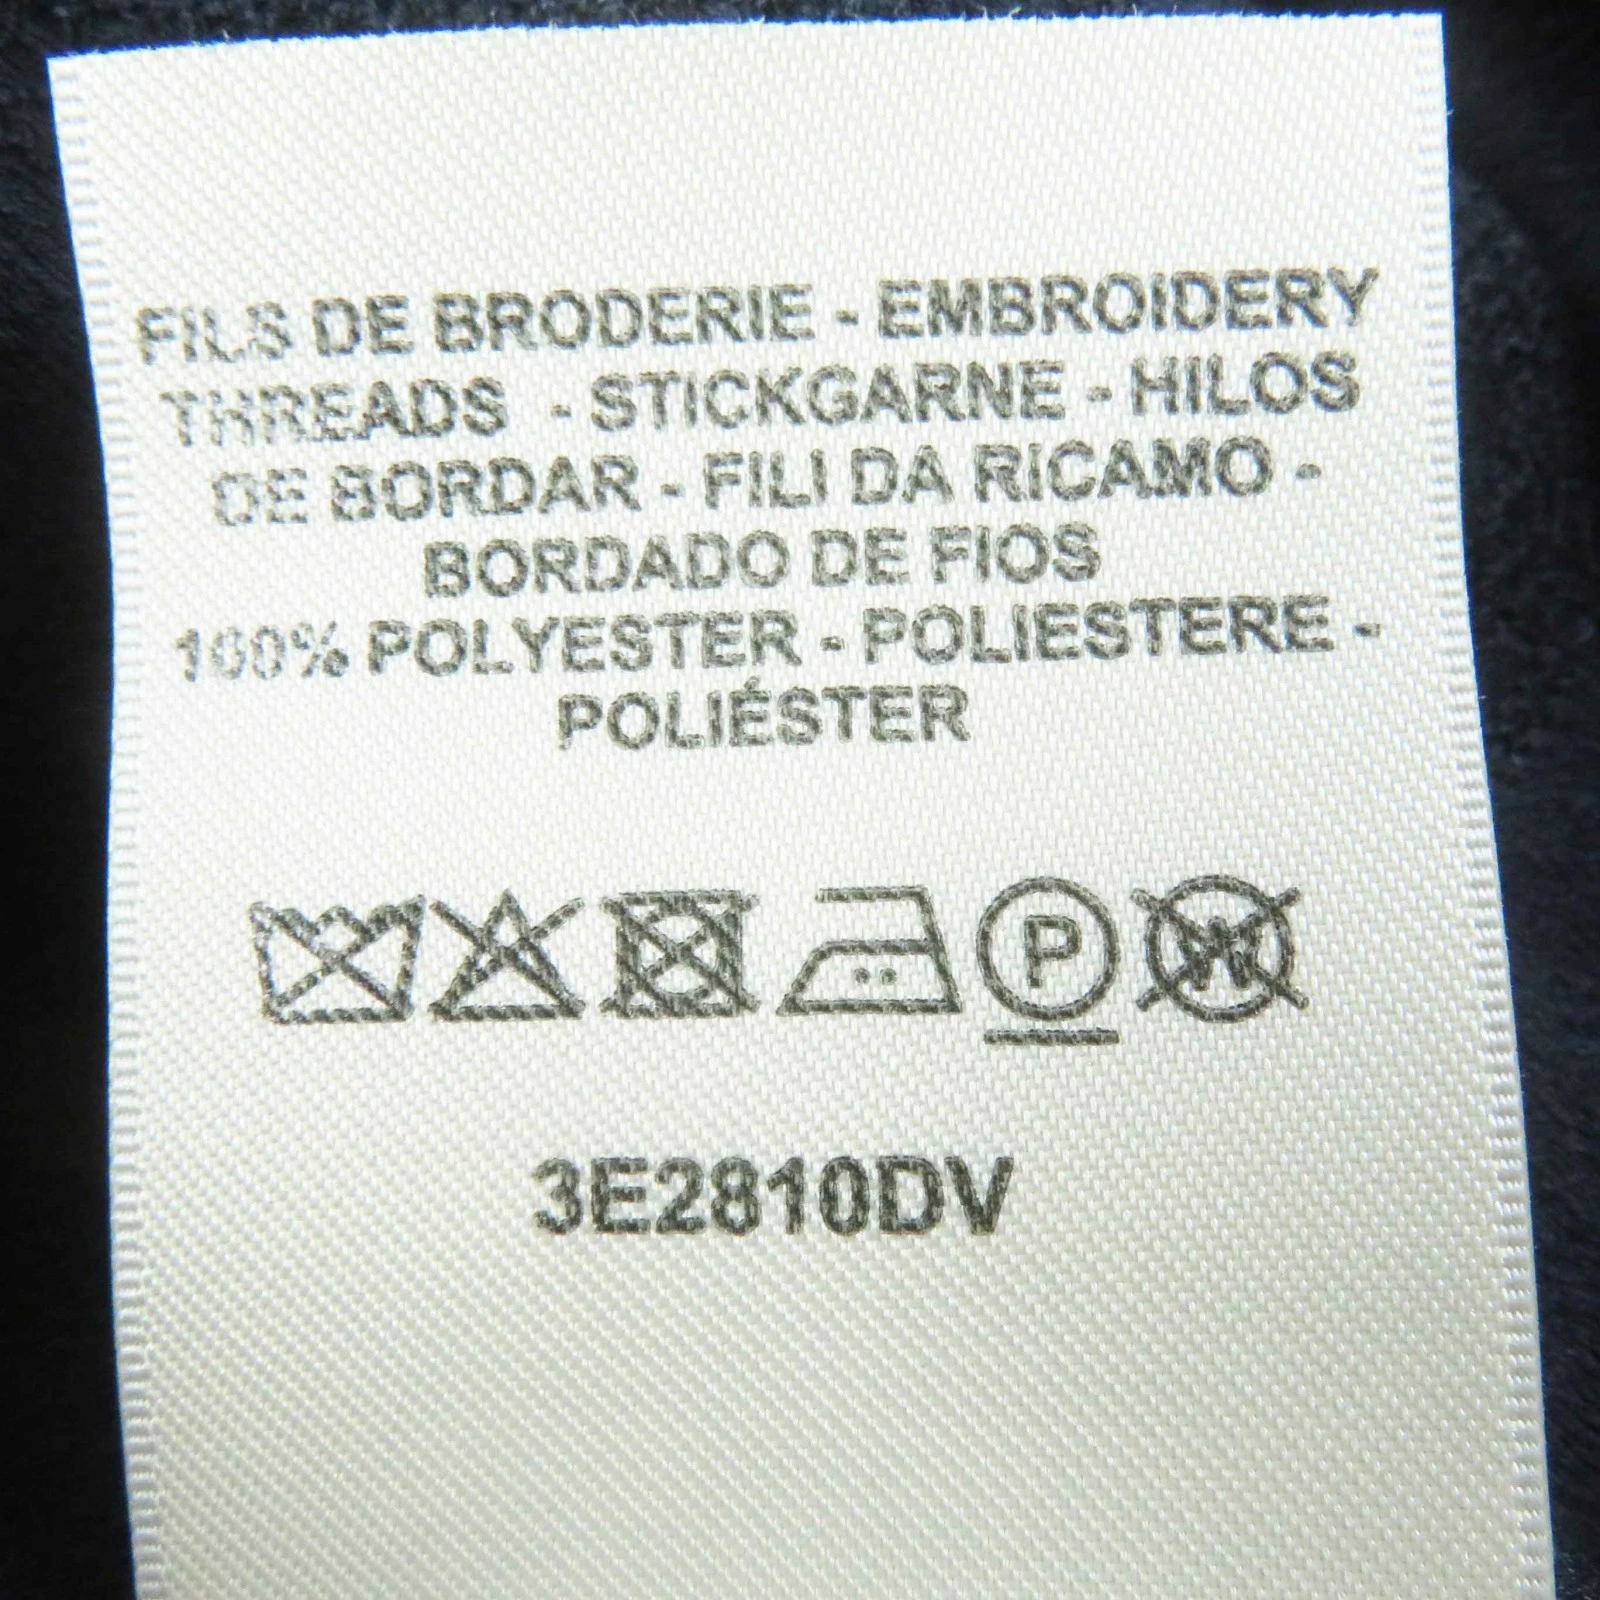 FILS DE BRODERIE - EMBROIDERY
THREADS - STICKGARNE - HILOS
DE BORDAR - FILI DA RICAMO -
BORDADO DE FIOS
100% POLYESTER - POLIESTERE -
POLIÉSTER
P W
3E2810DV